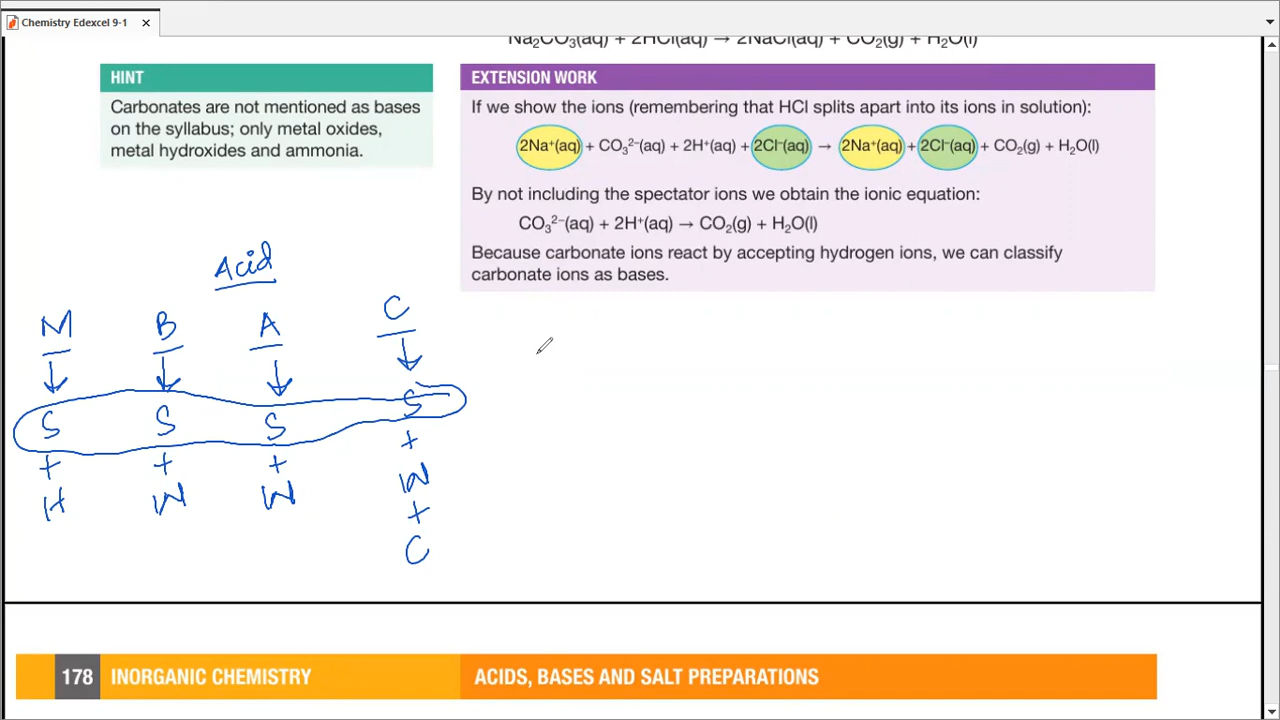 Chemistry Edexcel 9-1
Na₂CO₃(aq) + 2HCl(aq) → 2NaCl(aq) + CO₂(g) + H₂O(l)
HINT
Carbonates are not mentioned as bases
on the syllabus; only metal oxides,
metal hydroxides and ammonia.
EXTENSION WORK
If we show the ions (remembering that HCl splits apart into its ions in solution):
2Na⁺(aq) + CO₃²⁻(aq) + 2H⁺(aq) + 2Cl⁻(aq) → 2Na⁺(aq) + 2Cl⁻(aq) + CO₂(g) + H₂O(l)
By not including the spectator ions we obtain the ionic equation:
CO₃²⁻(aq) + 2H⁺(aq) → CO₂(g) + H₂O(l)
Because carbonate ions react by accepting hydrogen ions, we can classify
carbonate ions as bases.
Acid
M B A C
↓ ↓ ↓ ↓
S S S S
+ + + +
H W W W
+
C
178 INORGANIC CHEMISTRY ACIDS, BASES AND SALT PREPARATIONS